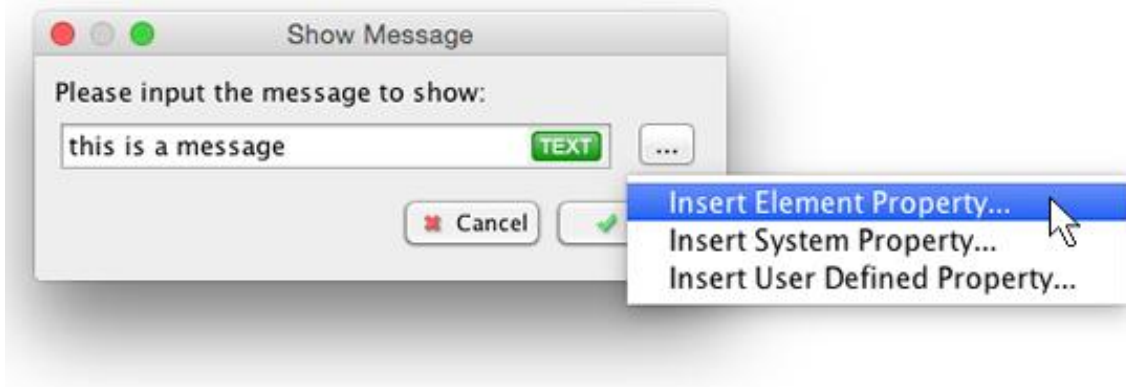 Show Message
Please input the message to show:
this is a message TEXT ...
Insert Element Property...
Cancel
Insert System Property...
Insert User Defined Property...